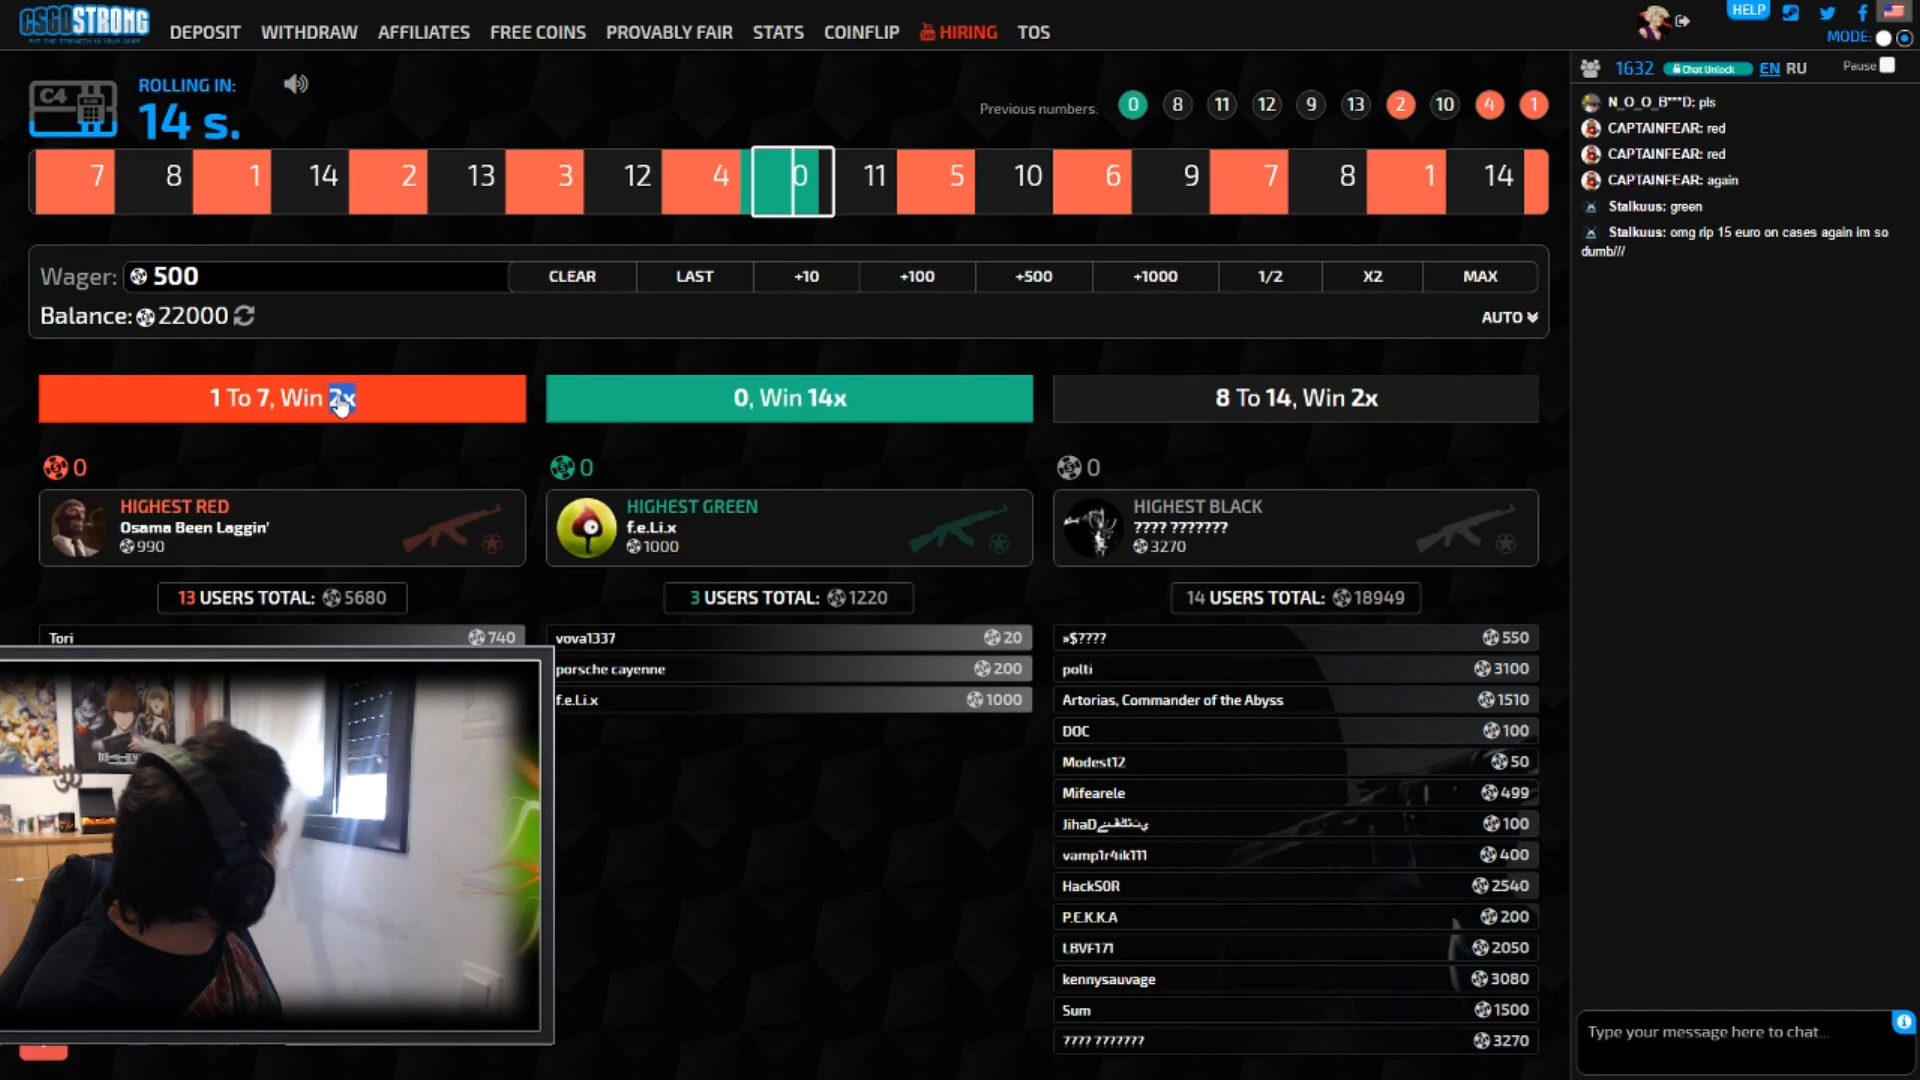 CSGOSTRONG
DEPOSIT WITHDRAW AFFILIATES FREE COINS PROVABLY FAIR STATS COINFLIP HIRING TOS
HELP
MODE:
C4
ROLLING IN:
14 s.
Previous numbers: 0 8 11 12 9 13 2 10 4 1
7 8 1 14 2 13 3 12 4 0 11 5 10 6 9 7 8 1 14
Wager: 500 CLEAR LAST +10 +100 +500 +1000 1/2 X2 MAX
Balance: 22000 AUTO
1 To 7, Win 2x
0, Win 14x
8 To 14, Win 2x
0
0
0
HIGHEST RED
Osama Been Laggin'
990
HIGHEST GREEN
f.e.Li.x
1000
HIGHEST BLACK
???? ???????
3270
13 USERS TOTAL: 5680
3 USERS TOTAL: 1220
14 USERS TOTAL: 18949
Tori 740
vova1337 20
porsche cayenne 200
f.e.Li.x 1000
»$???? 550
polti 3100
Artorias, Commander of the Abyss 1510
DOC 100
Modest12 50
Mifearele 499
JihaD 100
vamp1r4ik111 400
HackS0R 2540
P.E.K.K.A 200
LBVF171 2050
kennysauvage 3080
Sum 1500
???? ??????? 3270
1632 Chat Unlock EN RU Pause
N_O_O_B***D: pls
CAPTAINFEAR: red
CAPTAINFEAR: red
CAPTAINFEAR: again
Stalkuus: green
Stalkuus: omg rip 15 euro on cases again im so
dumb///
Type your message here to chat...